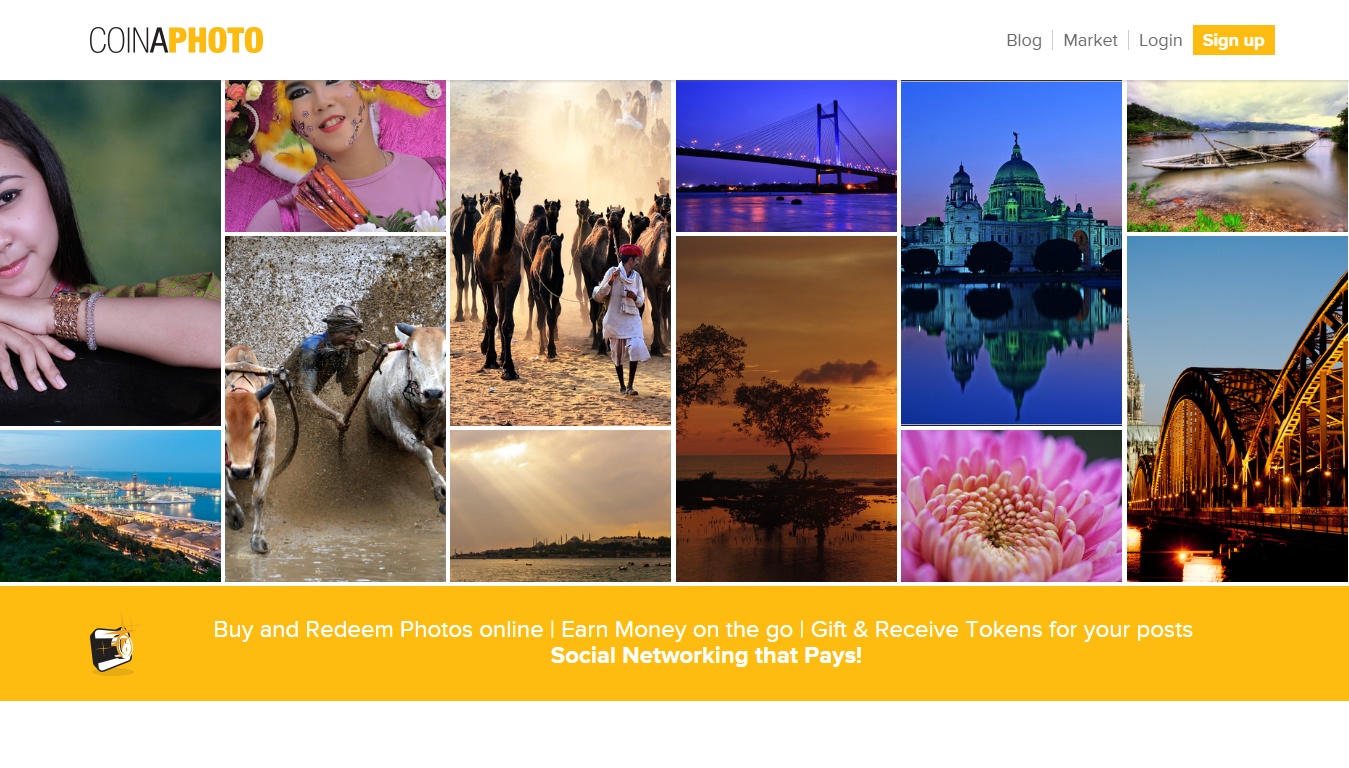 COINAPHOTO
Blog
Market
Login
Sign up
Buy and Redeem Photos online | Earn Money on the go | Gift & Receive Tokens for your posts
Social Networking that Pays!